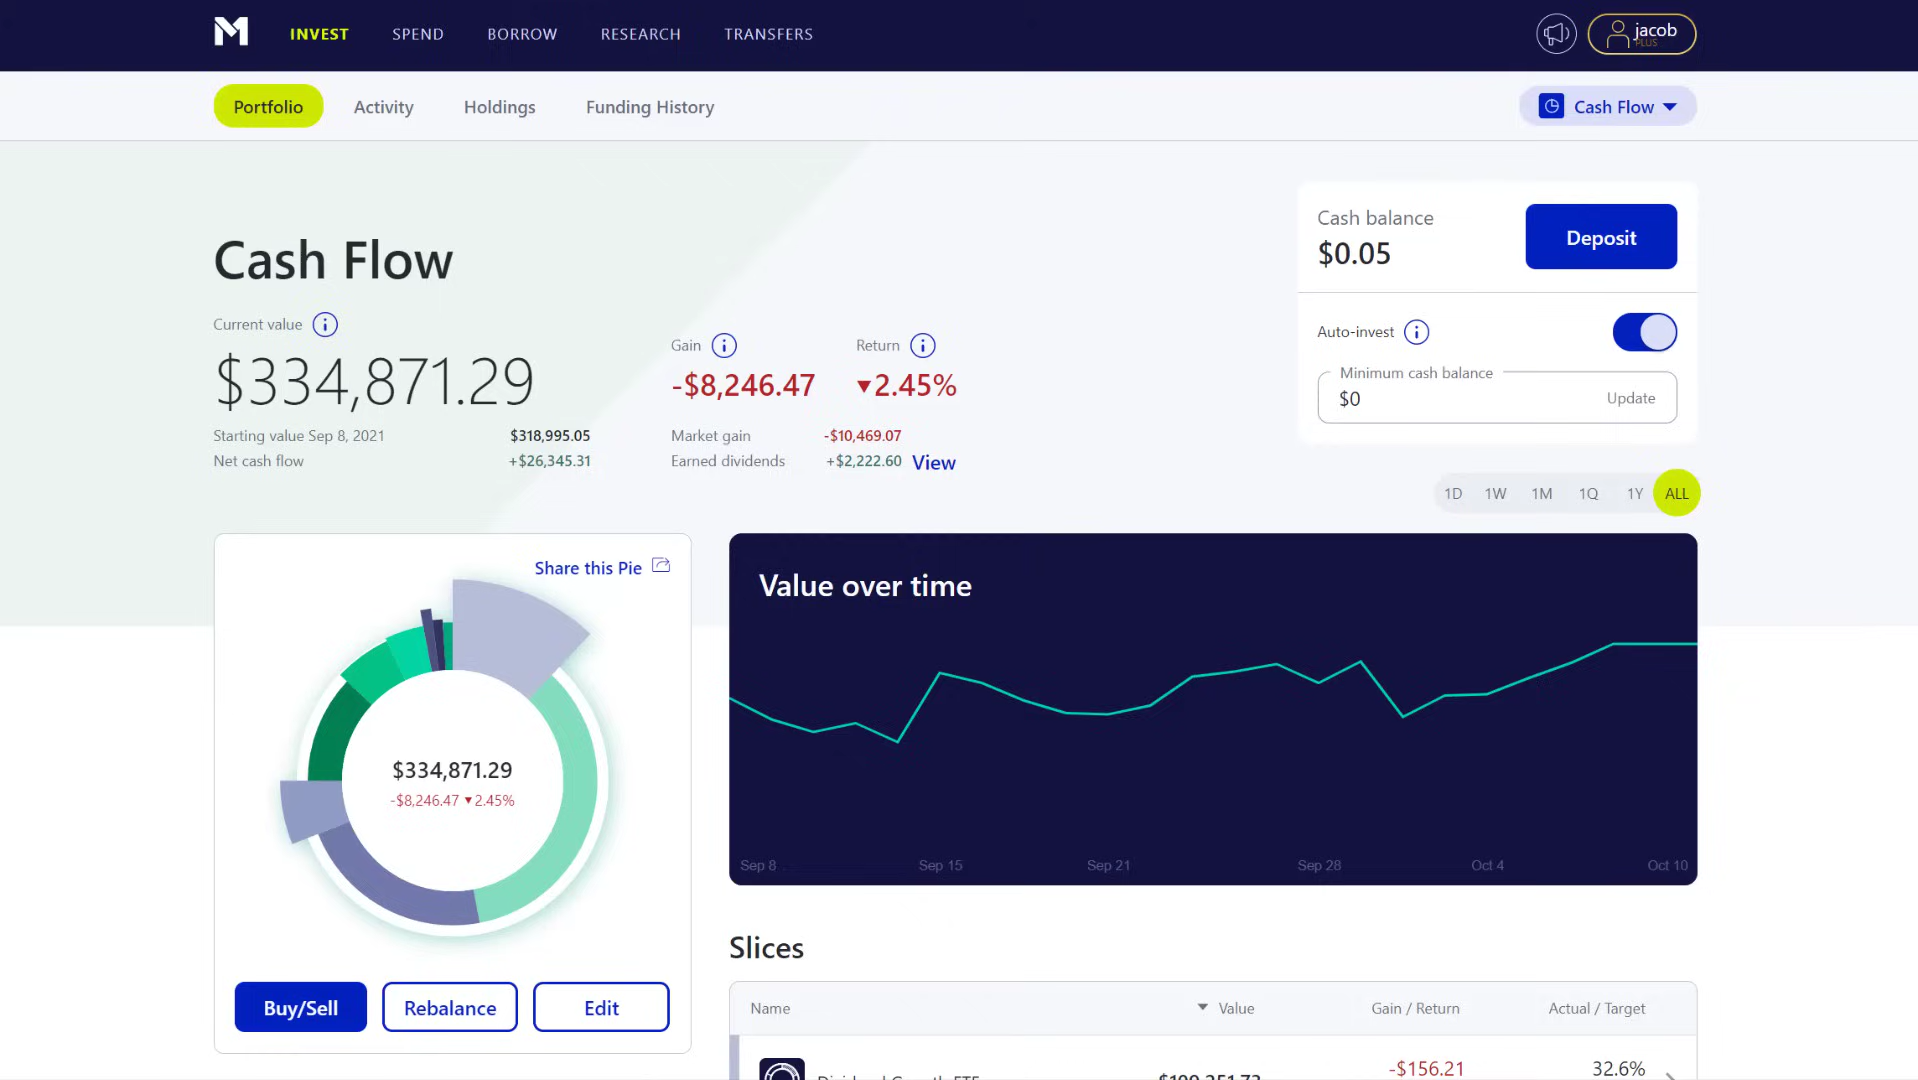 INVEST SPEND BORROW RESEARCH TRANSFERS jacob
PLUS
Portfolio Activity Holdings Funding History Cash Flow
Cash balance
$0.05
Deposit
Cash Flow
Auto-invest
Current value
Minimum cash balance
$0 Update
$334,871.29
Gain Return
-$8,246.47 ▼2.45%
Starting value Sep 8, 2021 $318,995.05 Market gain -$10,469.07
Net cash flow +$26,345.31 Earned dividends +$2,222.60 View
1D 1W 1M 1Q 1Y ALL
Share this Pie
$334,871.29
-$8,246.47 ▼2.45%
Buy/Sell Rebalance Edit
Value over time
Sep 8 Sep 15 Sep 21 Sep 28 Oct 4 Oct 10
Slices
Name ▼ Value Gain / Return Actual / Target
-$156.21 32.6%